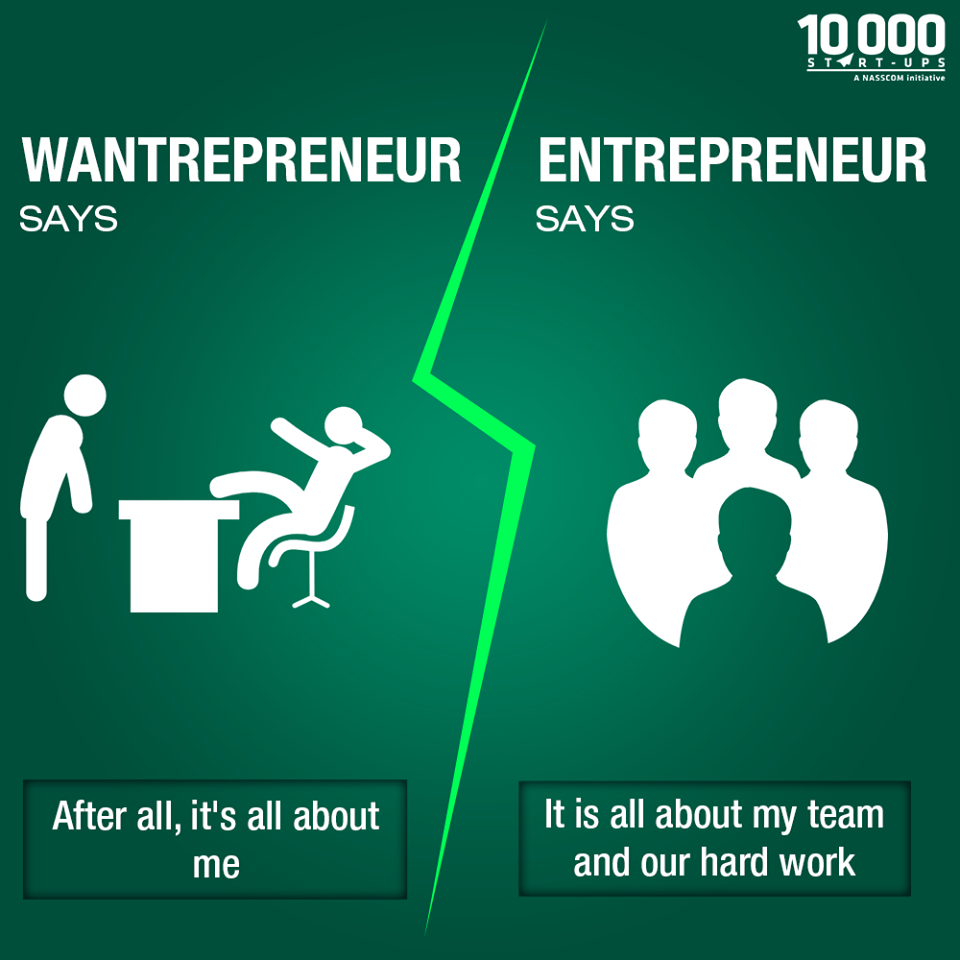 10 000
START-UPS
A NASSCOM initiative
WANTREPRENEUR
SAYS
ENTREPRENEUR
SAYS
After all, it's all about
me
It is all about my team
and our hard work